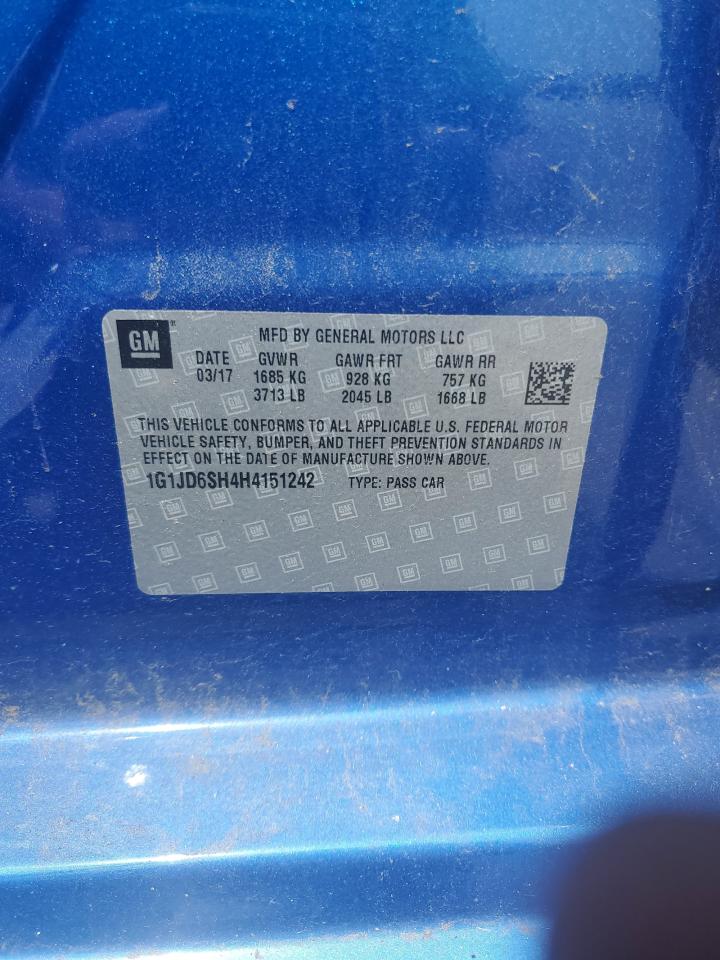 GM
MFD BY GENERAL MOTORS LLC
DATE GVWR GAWR FRT GAWR RR
03/17 1685 KG 928 KG 757 KG
3713 LB 2045 LB 1668 LB
THIS VEHICLE CONFORMS TO ALL APPLICABLE U.S. FEDERAL MOTOR
VEHICLE SAFETY, BUMPER, AND THEFT PREVENTION STANDARDS IN
EFFECT ON THE DATE OF MANUFACTURE SHOWN ABOVE.
1G1JD6SH4H4151242 TYPE: PASS CAR